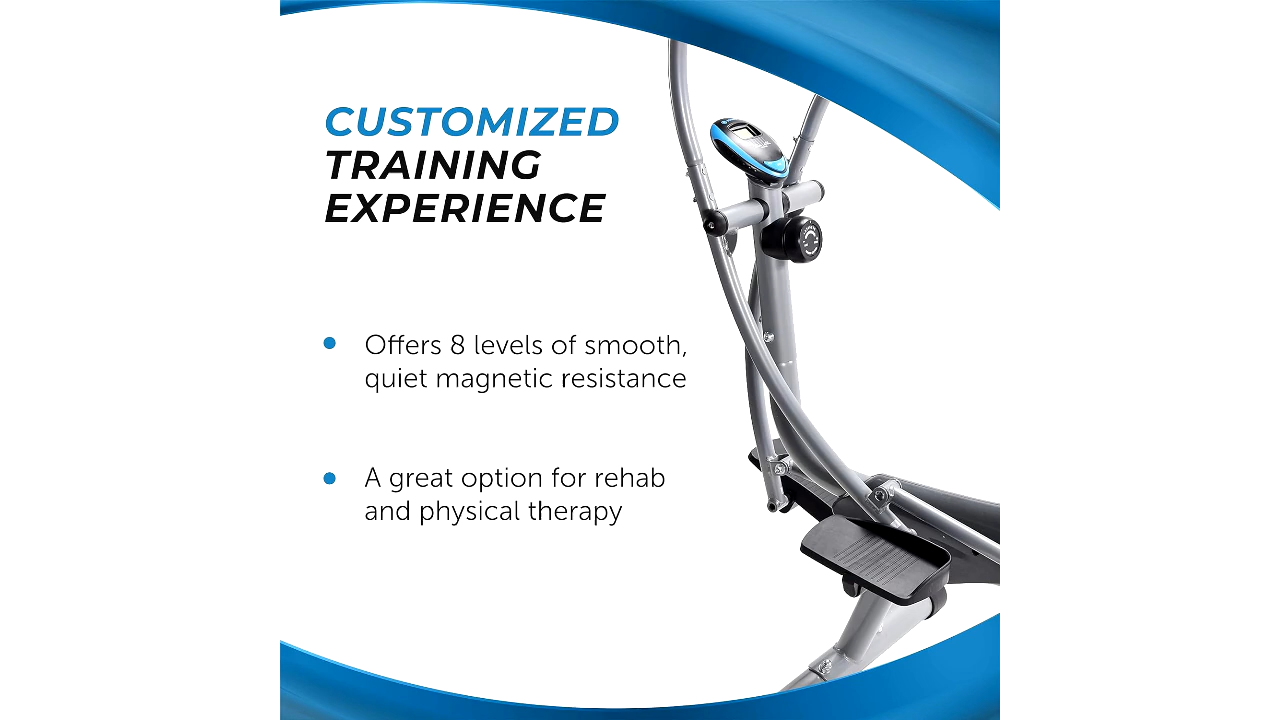 CUSTOMIZED
TRAINING
EXPERIENCE
Offers 8 levels of smooth,
quiet magnetic resistance
A great option for rehab
and physical therapy